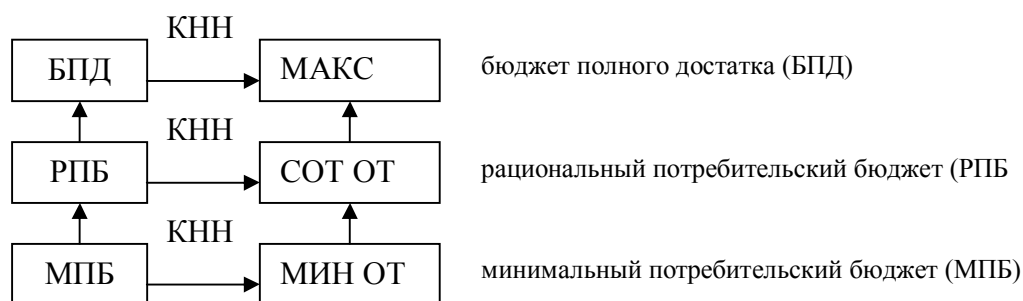 КНН
БПД МАКС бюджет полного достатка (БПД)
КНН
РПБ СОТ ОТ рациональный потребительский бюджет (РПБ
КНН
МПБ МИН ОТ минимальный потребительский бюджет (МПБ)